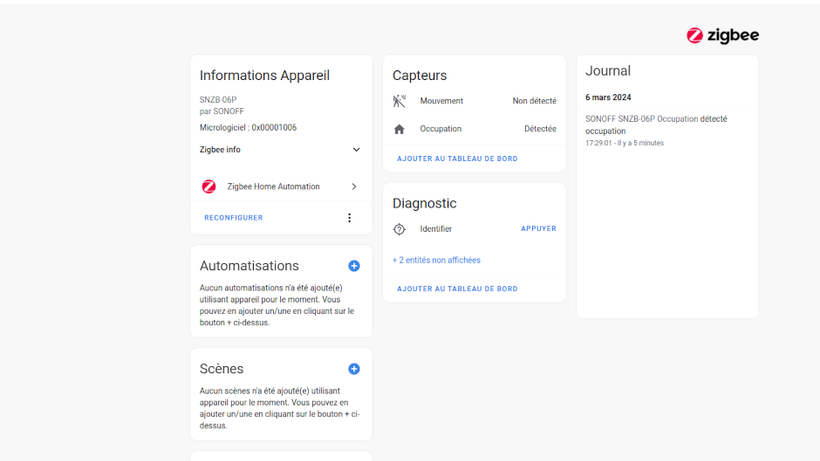 zigbee
Informations Appareil
SNZB-06P
par SONOFF
Micrologiciel : 0x00001006
Zigbee info
Zigbee Home Automation
RECONFIGURER
Automatisations
Aucun automatisations n'a été ajouté(e)
utilisant appareil pour le moment. Vous
pouvez en ajouter un/une en cliquant sur le
bouton + ci-dessus.
Scènes
Aucun scènes n'a été ajouté(e) utilisant
appareil pour le moment. Vous pouvez en
ajouter un/une en cliquant sur le bouton + ci-
dessus.
Capteurs
Mouvement Non détecté
Occupation Détectée
AJOUTER AU TABLEAU DE BORD
Diagnostic
Identifier APPUYER
+ 2 entités non affichées
AJOUTER AU TABLEAU DE BORD
Journal
6 mars 2024
SONOFF SNZB-06P Occupation détecté
occupation
17:29:01 - Il y a 5 minutes